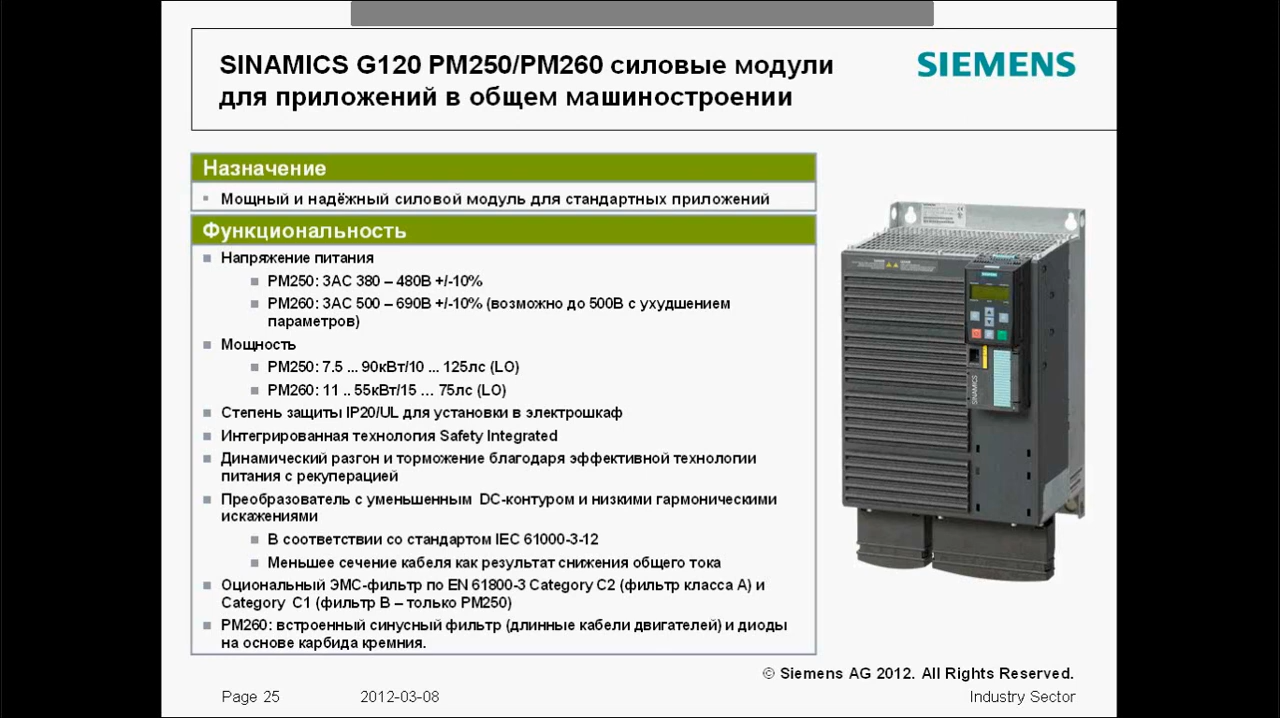 SINAMICS G120 PM250/PM260 силовые модули
для приложений в общем машиностроении
SIEMENS
Назначение
Мощный и надёжный силовой модуль для стандартных приложений
Функциональность
Напряжение питания
PM250: 3AC 380 – 480В +/-10%
PM260: 3AC 500 – 690В +/-10% (возможно до 500В с ухудшением
параметров)
Мощность
PM250: 7.5 ... 90кВт/10 ... 125лс (LO)
PM260: 11 .. 55кВт/15 ... 75лс (LO)
Степень защиты IP20/UL для установки в электрошкаф
Интегрированная технология Safety Integrated
Динамический разгон и торможение благодаря эффективной технологии
питания с рекуперацией
Преобразователь с уменьшенным DC-контуром и низкими гармоническими
искажениями
В соответствии со стандартом IEC 61000-3-12
Меньшее сечение кабеля как результат снижения общего тока
Оциональный ЭМС-фильтр по EN 61800-3 Category C2 (фильтр класса A) и
Category C1 (фильтр B – только PM250)
PM260: встроенный синусный фильтр (длинные кабели двигателей) и диоды
на основе карбида кремния.
SINAMICS
© Siemens AG 2012. All Rights Reserved.
Page 25 2012-03-08 Industry Sector